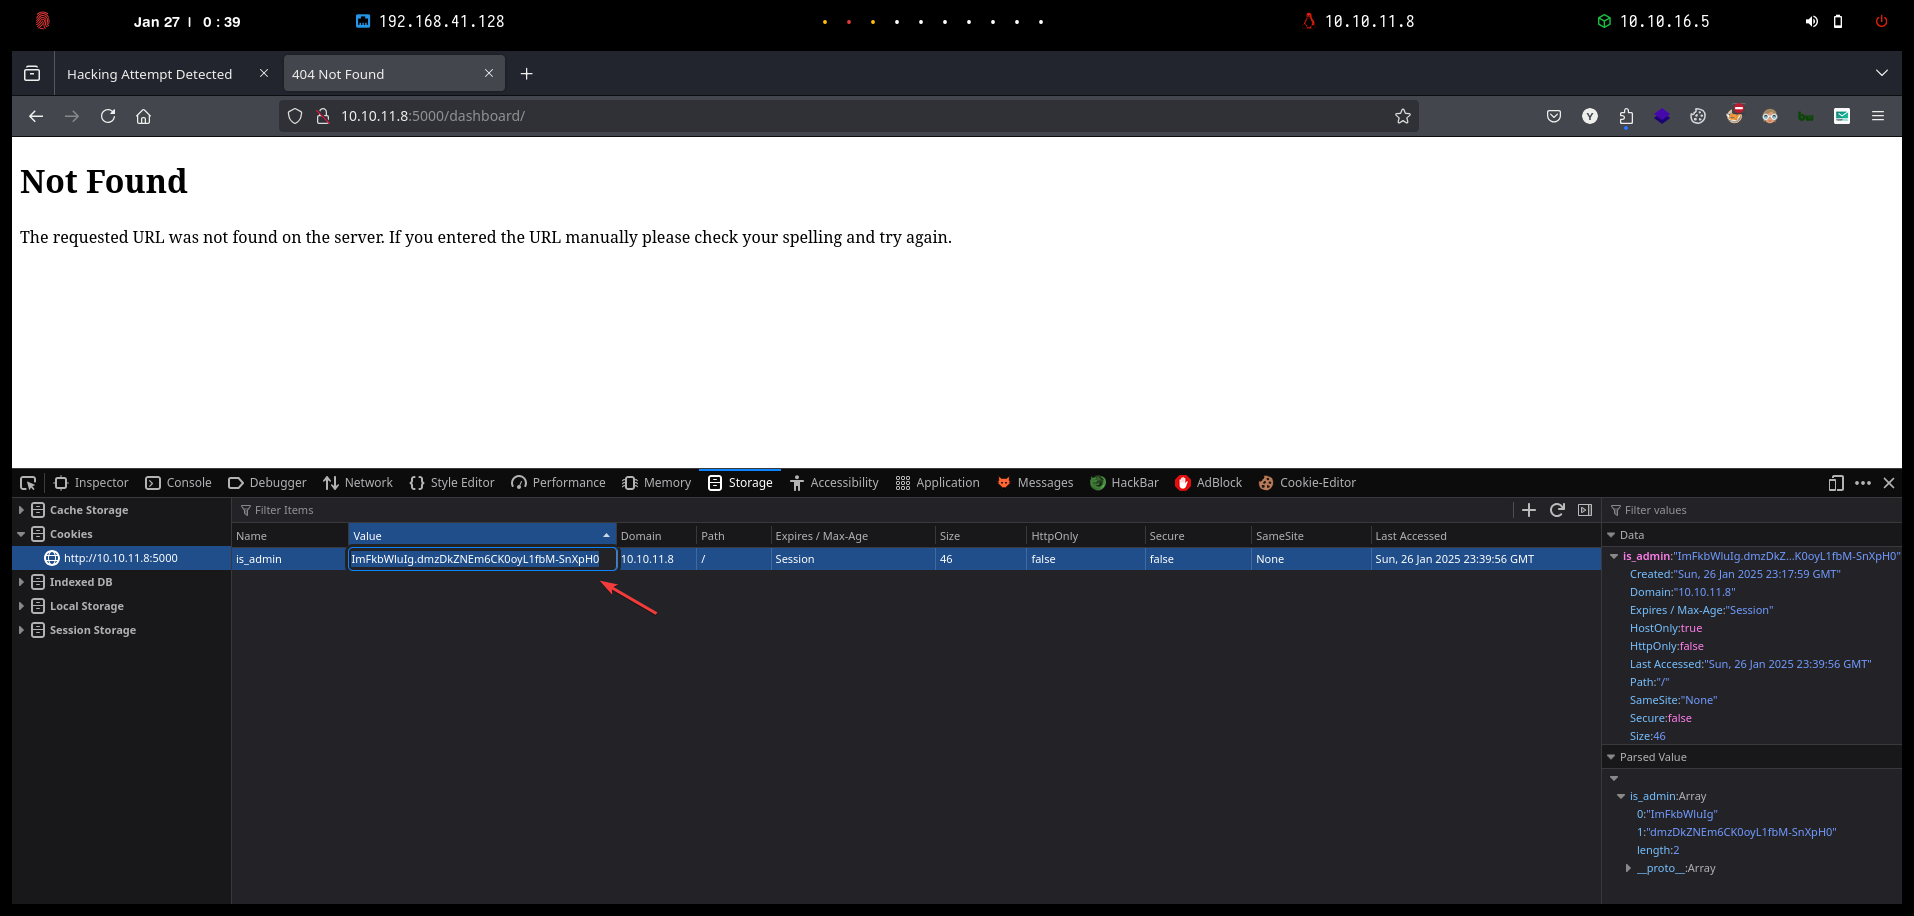 Jan 27 | 0 : 39 192.168.41.128 10.10.11.8 10.10.16.5
Hacking Attempt Detected 404 Not Found
10.10.11.8:5000/dashboard/
Not Found
The requested URL was not found on the server. If you entered the URL manually please check your spelling and try again.
Inspector Console Debugger Network Style Editor Performance Memory Storage Accessibility Application Messages HackBar AdBlock Cookie-Editor
Cache Storage
Cookies
http://10.10.11.8:5000
Indexed DB
Local Storage
Session Storage
Filter Items
Name Value Domain Path Expires / Max-Age Size HttpOnly Secure SameSite Last Accessed
is_admin ImFkbWluIg.dmzDkZNEm6CK0oyL1fbM-SnXpH0 10.10.11.8 / Session 46 false false None Sun, 26 Jan 2025 23:39:56 GMT
Filter values
Data
is_admin:"ImFkbWluIg.dmzDkZ...K0oyL1fbM-SnXpH0"
Created:"Sun, 26 Jan 2025 23:17:59 GMT"
Domain:"10.10.11.8"
Expires / Max-Age:"Session"
HostOnly:true
HttpOnly:false
Last Accessed:"Sun, 26 Jan 2025 23:39:56 GMT"
Path:"/"
SameSite:"None"
Secure:false
Size:46
Parsed Value
is_admin:Array
0:"ImFkbWluIg"
1:"dmzDkZNEm6CK0oyL1fbM-SnXpH0"
length:2
__proto__:Array